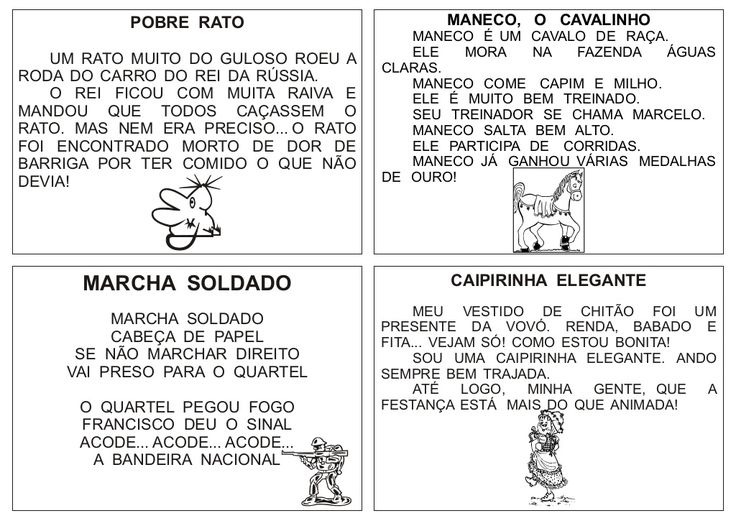 POBRE RATO
UM RATO MUITO DO GULOSO ROEU A
RODA DO CARRO DO REI DA RÚSSIA.
O REI FICOU COM MUITA RAIVA E
MANDOU QUE TODOS CAÇASSEM O
RATO. MAS NEM ERA PRECISO... O RATO
FOI ENCONTRADO MORTO DE DOR DE
BARRIGA POR TER COMIDO O QUE NÃO
DEVIA!
MANECO, O CAVALINHO
MANECO É UM CAVALO DE RAÇA.
ELE MORA NA FAZENDA ÁGUAS
CLARAS.
MANECO COME CAPIM E MILHO.
ELE É MUITO BEM TREINADO.
SEU TREINADOR SE CHAMA MARCELO.
MANECO SALTA BEM ALTO.
ELE PARTICIPA DE CORRIDAS.
MANECO JÁ GANHOU VÁRIAS MEDALHAS
DE OURO!
MARCHA SOLDADO
MARCHA SOLDADO
CABEÇA DE PAPEL
SE NÃO MARCHAR DIREITO
VAI PRESO PARA O QUARTEL
O QUARTEL PEGOU FOGO
FRANCISCO DEU O SINAL
ACODE... ACODE... ACODE...
A BANDEIRA NACIONAL
CAIPIRINHA ELEGANTE
MEU VESTIDO DE CHITÃO FOI UM
PRESENTE DA VOVÓ. RENDA, BABADO E
FITA... VEJAM SÓ! COMO ESTOU BONITA!
SOU UMA CAIPIRINHA ELEGANTE. ANDO
SEMPRE BEM TRAJADA.
ATÉ LOGO, MINHA GENTE, QUE A
FESTANÇA ESTÁ MAIS DO QUE ANIMADA!